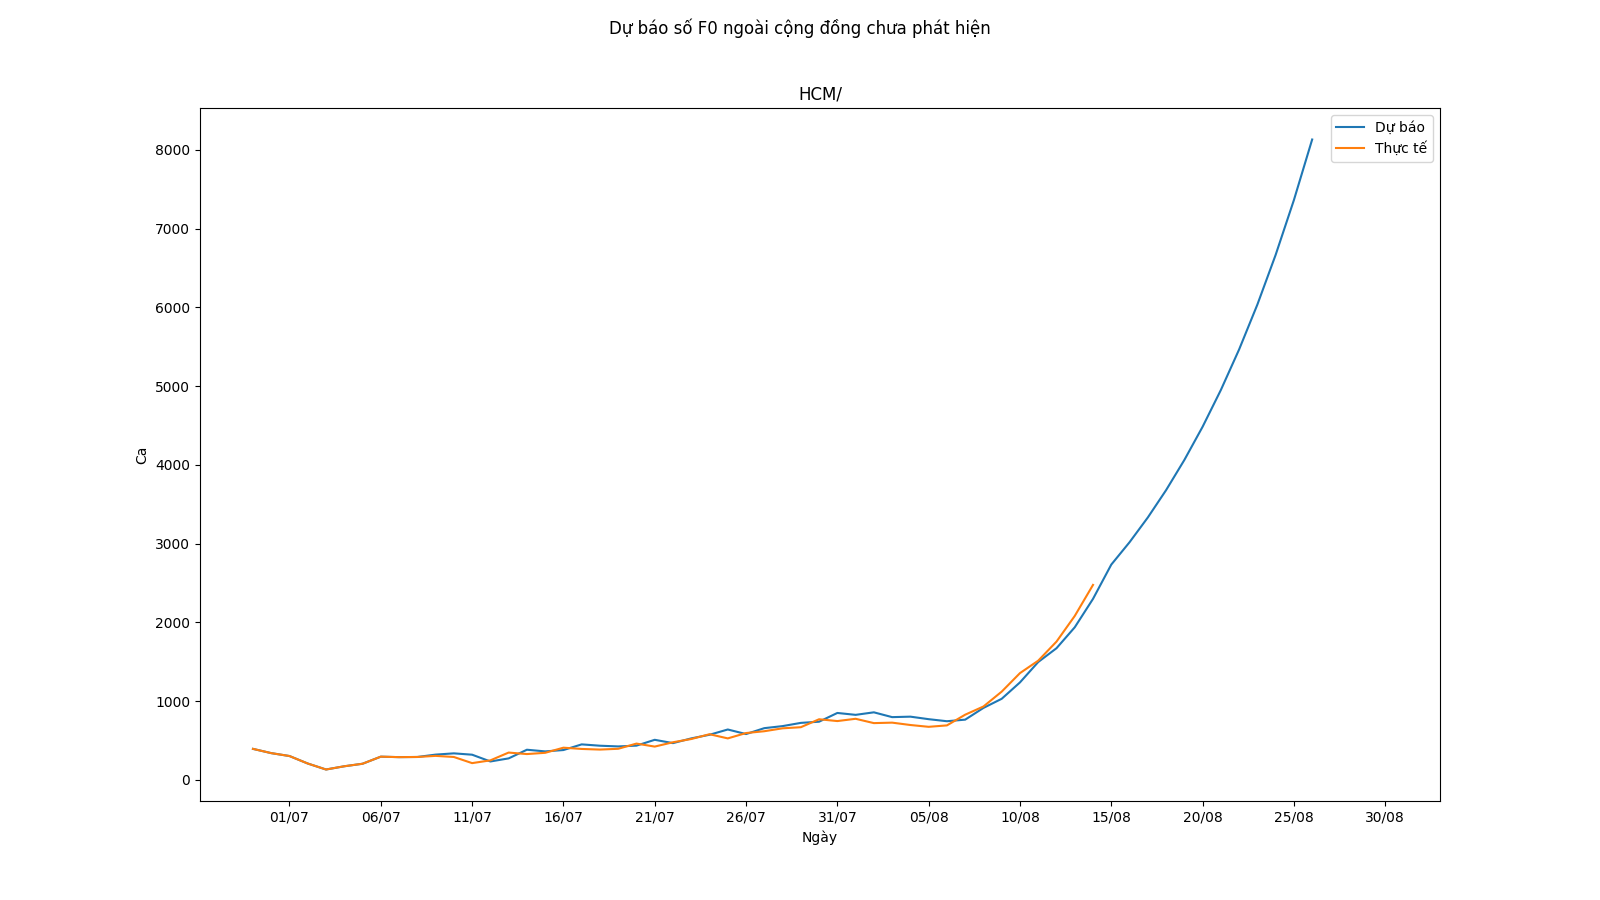 Dự báo số F0 ngoài cộng đồng chưa phát hiện
HCM/
Dự báo
Thực tế
8000
7000
6000
5000
4000
3000
2000
1000
0
Ca
01/07 06/07 11/07 16/07 21/07 26/07 31/07 05/08 10/08 15/08 20/08 25/08 30/08
Ngày